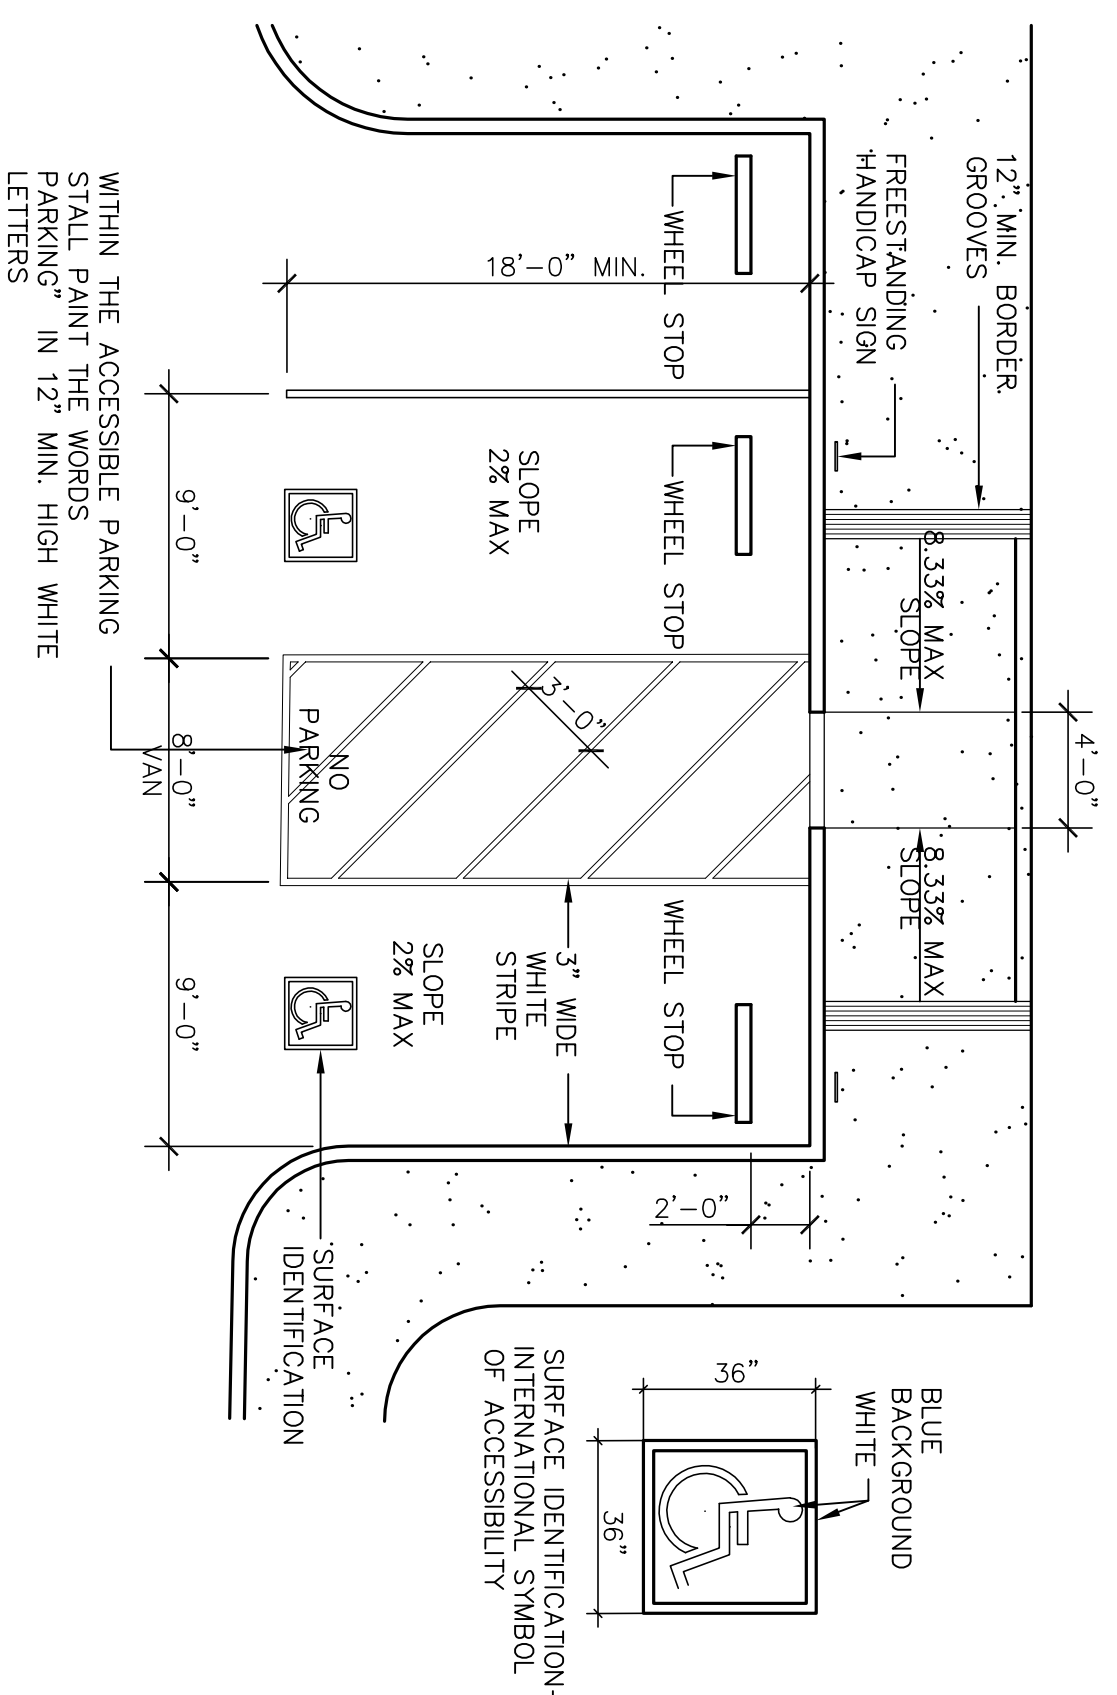 12" MIN. BORDER
GROOVES
FREESTANDING
HANDICAP SIGN
4'-0"
8.33% MAX
SLOPE
8.33% MAX
SLOPE
WHEEL STOP
WHEEL STOP
WHEEL STOP
18'-0" MIN.
SLOPE
2% MAX
3'-0"
3" WIDE
WHITE
STRIPE
SLOPE
2% MAX
2'-0"
NO
PARKING
9'-0"
8'-0"
VAN
9'-0"
SURFACE
IDENTIFICATION
WITHIN THE ACCESSIBLE PARKING
STALL PAINT THE WORDS
PARKING" IN 12" MIN. HIGH WHITE
LETTERS
BLUE
BACKGROUND
WHITE
36"
36"
SURFACE IDENTIFICATION-
INTERNATIONAL SYMBOL
OF ACCESSIBILITY